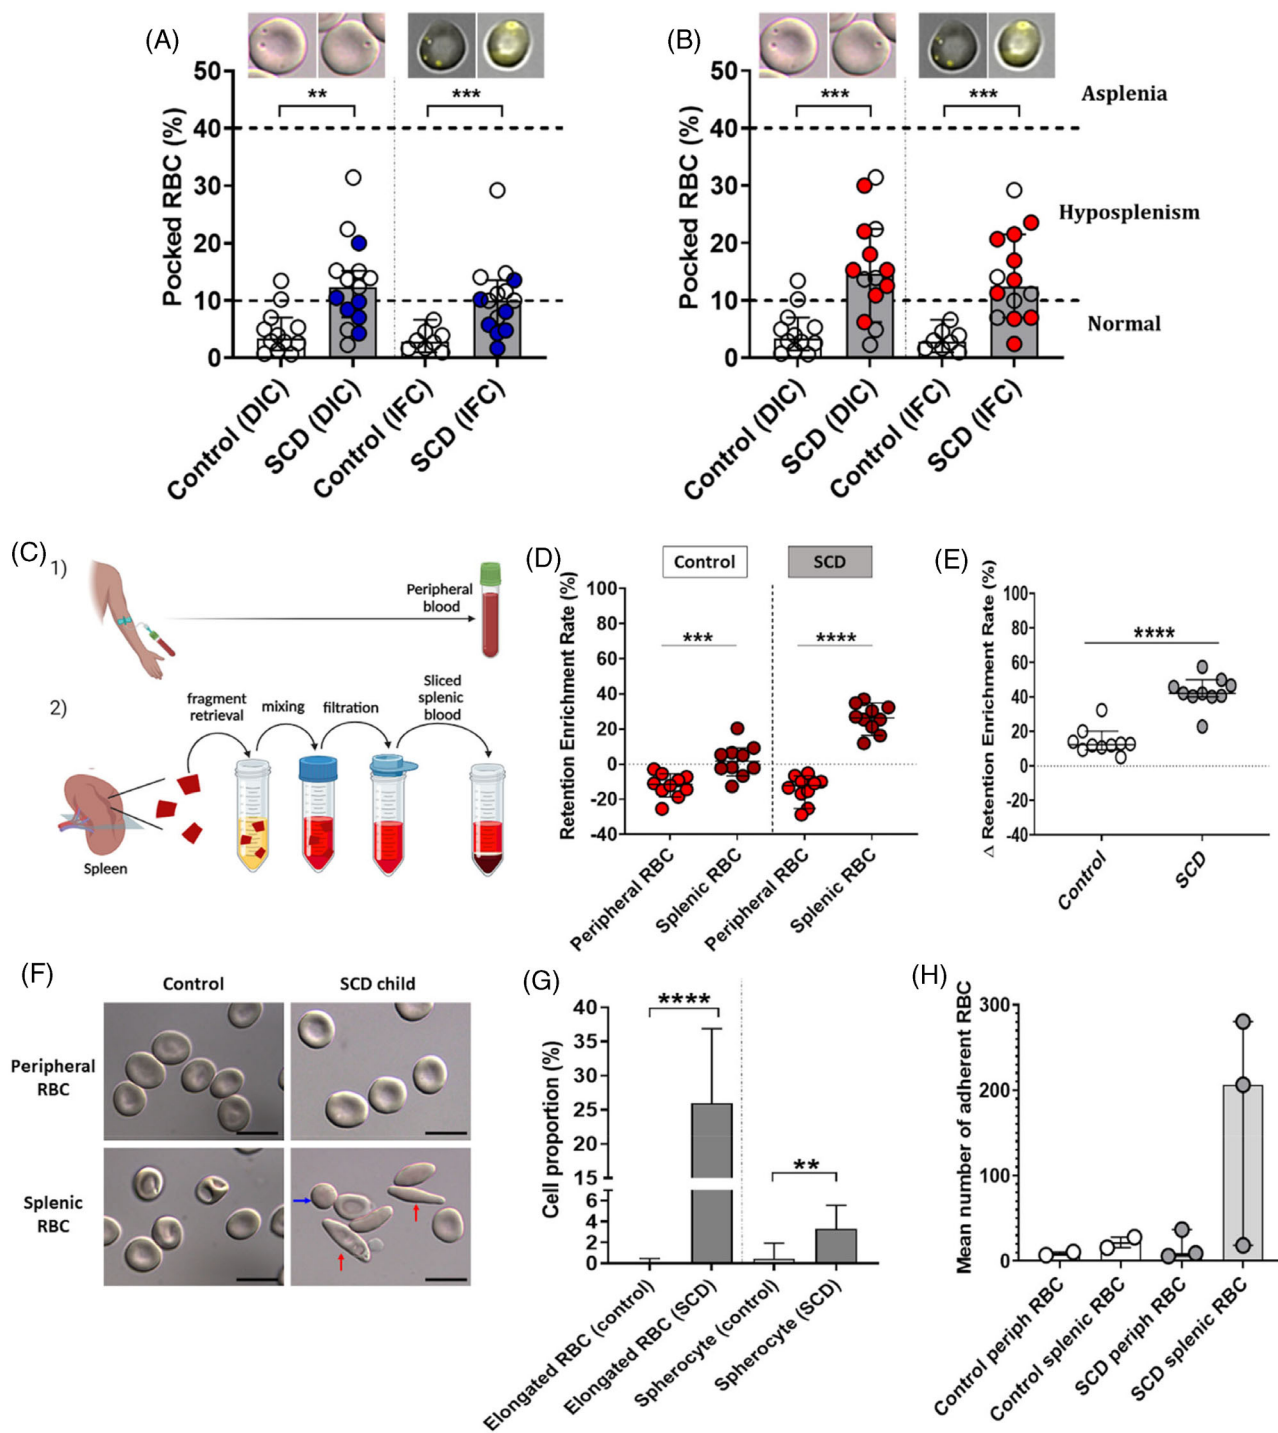 (A)
Pocked RBC (%)
50
40
30
20
10
0
**
***
Control (DIC)
SCD (DIC)
Control (IFC)
SCD (IFC)
(B)
Pocked RBC (%)
50
40
30
20
10
0
***
***
Asplenia
Hyposplenism
Normal
Control (DIC)
SCD (DIC)
Control (IFC)
SCD (IFC)
(C)
1)
Peripheral
blood
2)
fragment
retrieval
mixing
filtration
Sliced
splenic
blood
Spleen
(D)
Control
SCD
Retention Enrichment Rate (%)
100
80
60
40
20
0
-20
-40
***
****
Peripheral RBC
Splenic RBC
Peripheral RBC
Splenic RBC
(E)
Δ Retention Enrichment Rate (%)
100
80
60
40
20
0
-20
-40
****
Control
SCD
(F)
Control
SCD child
Peripheral
RBC
Splenic
RBC
(G)
Cell proportion (%)
40
35
30
25
20
15
6
4
2
0
****
**
Elongated RBC (control)
Elongated RBC (SCD)
Spherocyte (control)
Spherocyte (SCD)
(H)
Mean number of adherent RBC
300
200
100
0
Control periph RBC
Control splenic RBC
SCD periph RBC
SCD splenic RBC